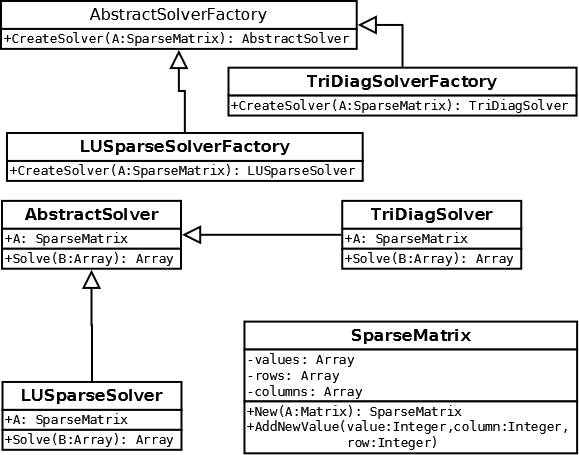 AbstractSolverFactory
+CreateSolver(A:SparseMatrix): AbstractSolver
TriDiagSolverFactory
+CreateSolver(A:SparseMatrix): TriDiagSolver
LUSparseSolverFactory
+CreateSolver(A:SparseMatrix): LUSparseSolver
AbstractSolver
+A: SparseMatrix
+Solve(B:Array): Array
TriDiagSolver
+A: SparseMatrix
+Solve(B:Array): Array
SparseMatrix
-values: Array
-rows: Array
-columns: Array
+New(A:Matrix): SparseMatrix
+AddNewValue(value:Integer,column:Integer,
row:Integer)
LUSparseSolver
+A: SparseMatrix
+Solve(B:Array): Array